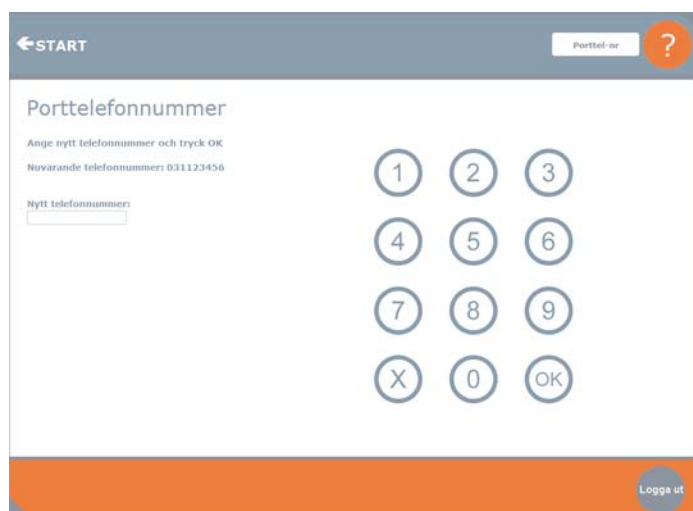 START
Porttel-nr
?
Porttelefonnummer
Ange nytt telefonnummer och tryck OK
Nuvarande telefonnummer: 031123456
Nytt telefonnummer:
1 2 3
4 5 6
7 8 9
X 0 OK
Logga ut